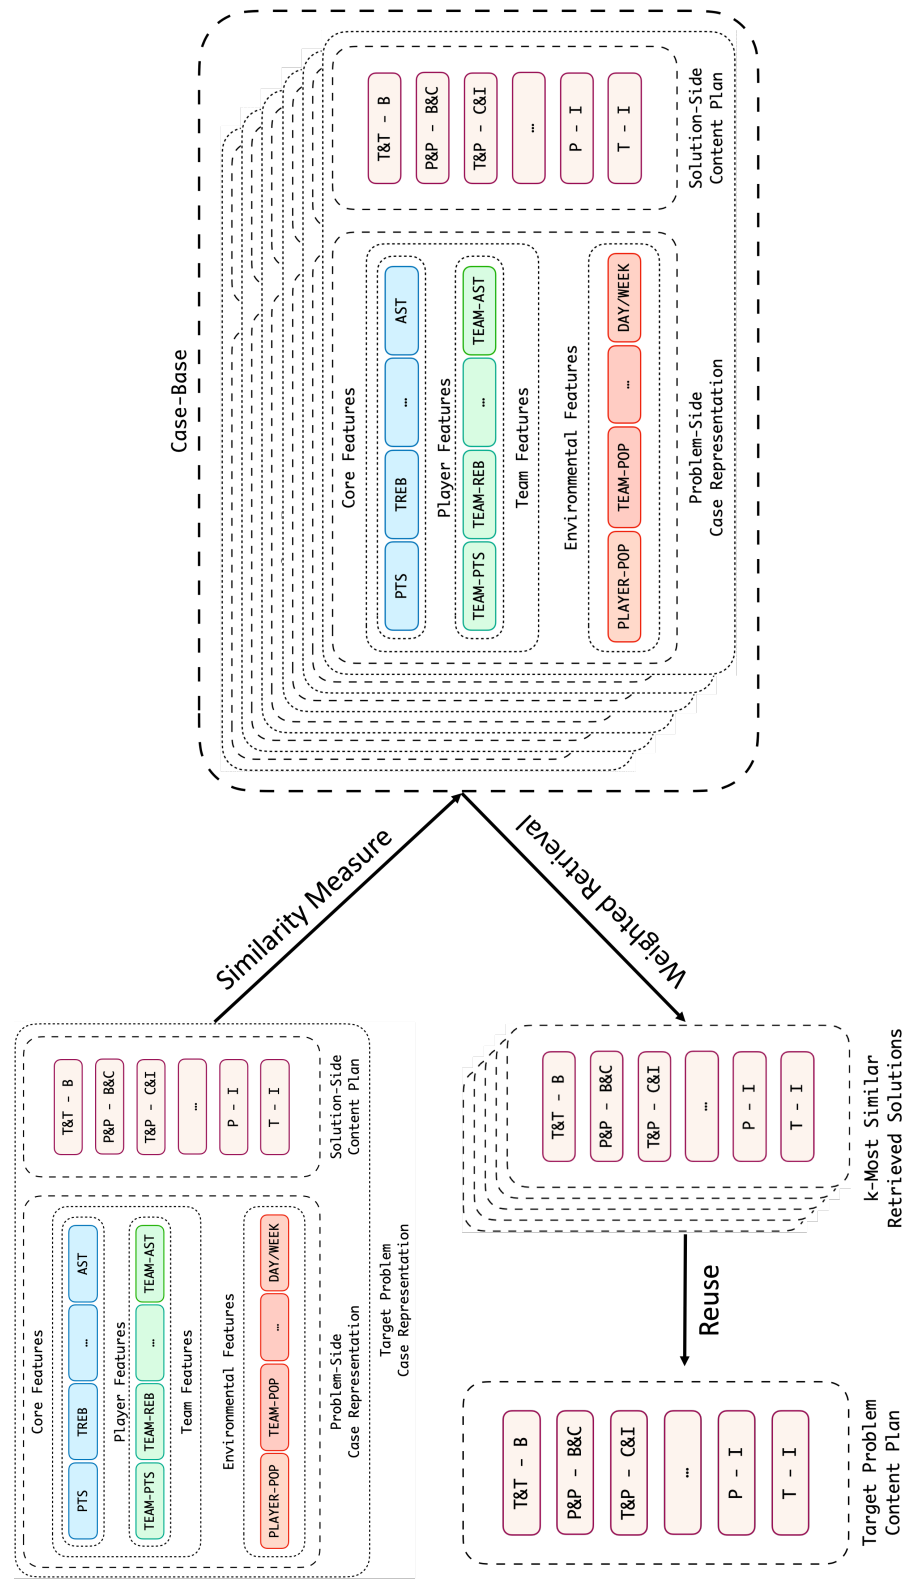 Core Features
PTS TREB ... AST
Player Features
TEAM-PTS TEAM-REB ... TEAM-AST
Team Features
Environmental Features
PLAYER-POP TEAM-POP ... DAY/WEEK
Problem-Side
Case Representation
T&T - B
P&P - B&C
T&P - C&I
...
P - I
T - I
Solution-Side
Content Plan
Target Problem
Case Representation
Similarity Measure
Case-Base
Core Features
PTS TREB ... AST
Player Features
TEAM-PTS TEAM-REB ... TEAM-AST
Team Features
Environmental Features
PLAYER-POP TEAM-POP ... DAY/WEEK
Problem-Side
Case Representation
T&T - B
P&P - B&C
T&P - C&I
...
P - I
T - I
Solution-Side
Content Plan
Weighted Retrieval
T&T - B
P&P - B&C
T&P - C&I
...
P - I
T - I
k-Most Similar
Retrieved Solutions
Reuse
T&T - B
P&P - B&C
T&P - C&I
...
P - I
T - I
Target Problem
Content Plan